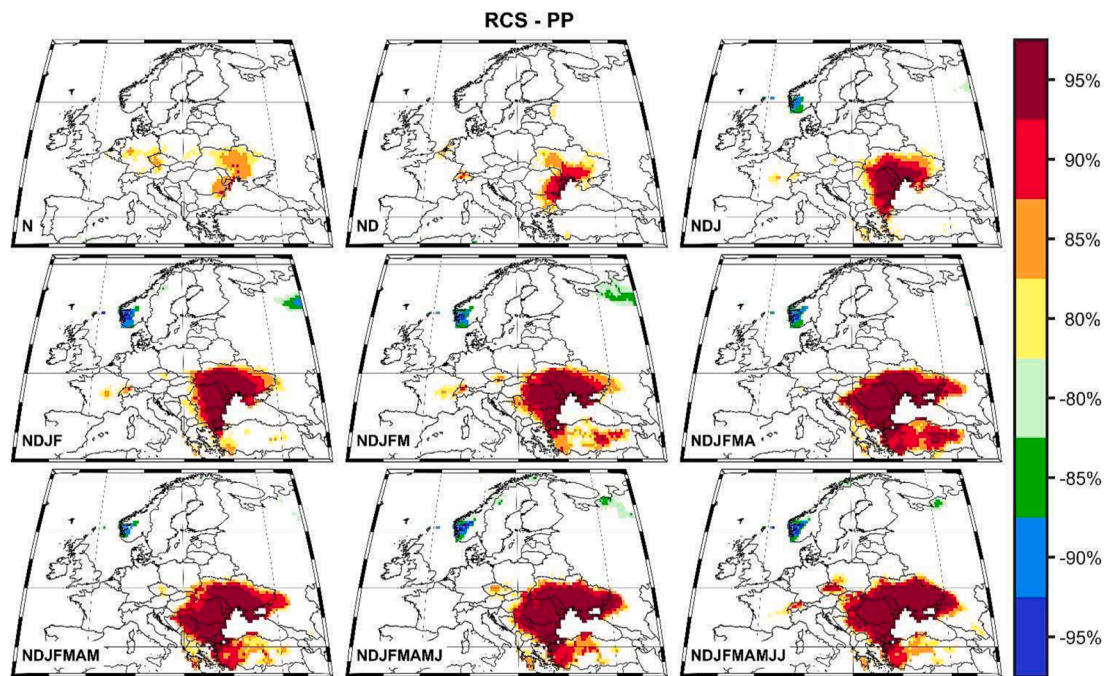 RCS - PP
N
ND
NDJ
NDJF
NDJFM
NDJFMA
NDJFMAM
NDJFMAMJ
NDJFMAMJJ
95%
90%
85%
80%
-80%
-85%
-90%
-95%